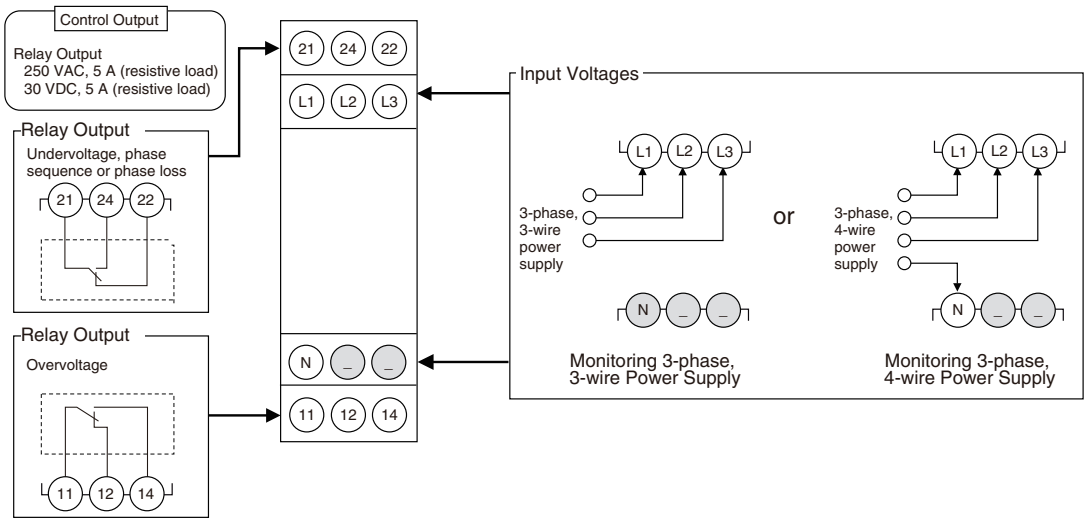 Control Output
Relay Output
250 VAC, 5 A (resistive load)
30 VDC, 5 A (resistive load)
Relay Output
Undervoltage, phase
sequence or phase loss
21 24 22
Relay Output
Overvoltage
11 12 14
21 24 22
L1 L2 L3
N _ _
11 12 14
Input Voltages
L1 L2 L3
3-phase,
3-wire
power
supply
N _ _
Monitoring 3-phase,
3-wire Power Supply
or
L1 L2 L3
3-phase,
4-wire
power
supply
N _ _
Monitoring 3-phase,
4-wire Power Supply